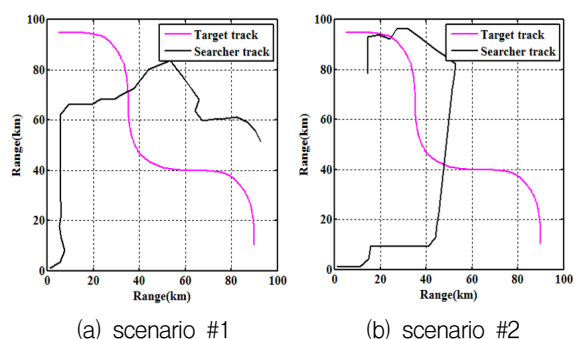 100
80
60
40
20
0
0 20 40 60 80 100
Range(km)
Range(km)
Target track
Searcher track
(a) scenario #1
100
80
60
40
20
0
0 20 40 60 80 100
Range(km)
Range(km)
Target track
Searcher track
(b) scenario #2